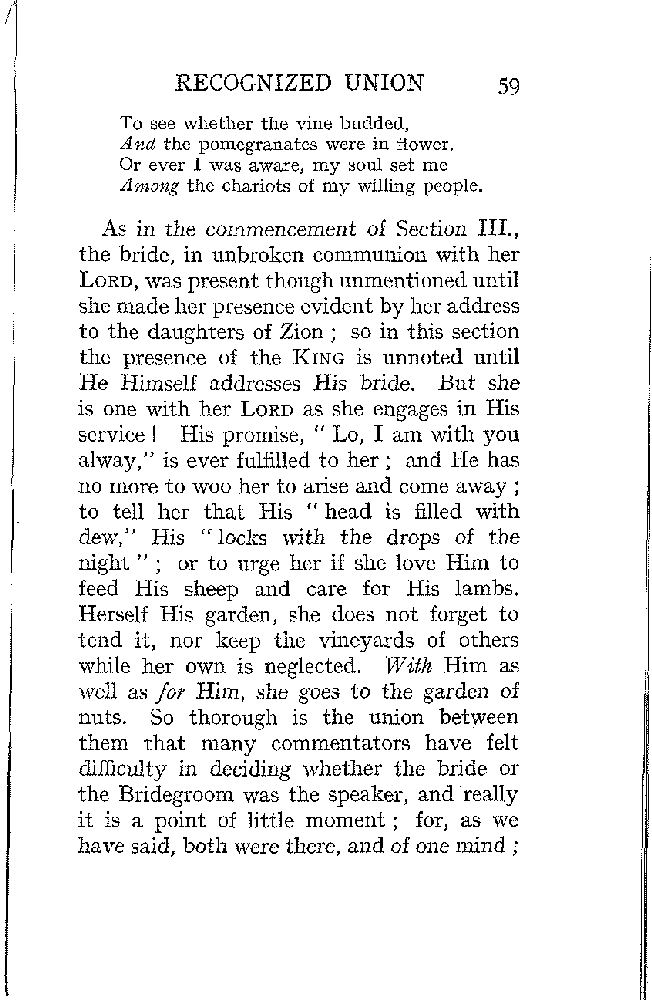 RECOGNIZED UNION 59
To see whether the vine budded,
And the pomegranates were in flower.
Or ever I was aware, my soul set me
Among the chariots of my willing people.
As in the commencement of Section III.,
the bride, in unbroken communion with her
LORD, was present though unmentioned until
she made her presence evident by her address
to the daughters of Zion ; so in this section
the presence of the KING is unnoted until
He Himself addresses His bride. But she
is one with her LORD as she engages in His
service ! His promise, " Lo, I am with you
alway," is ever fulfilled to her ; and He has
no more to woo her to arise and come away ;
to tell her that His " head is filled with
dew," His " locks with the drops of the
night " ; or to urge her if she love Him to
feed His sheep and care for His lambs.
Herself His garden, she does not forget to
tend it, nor keep the vineyards of others
while her own is neglected. With Him as
well as for Him, she goes to the garden of
nuts. So thorough is the union between
them that many commentators have felt
difficulty in deciding whether the bride or
the Bridegroom was the speaker, and really
it is a point of little moment ; for, as we
have said, both were there, and of one mind ;